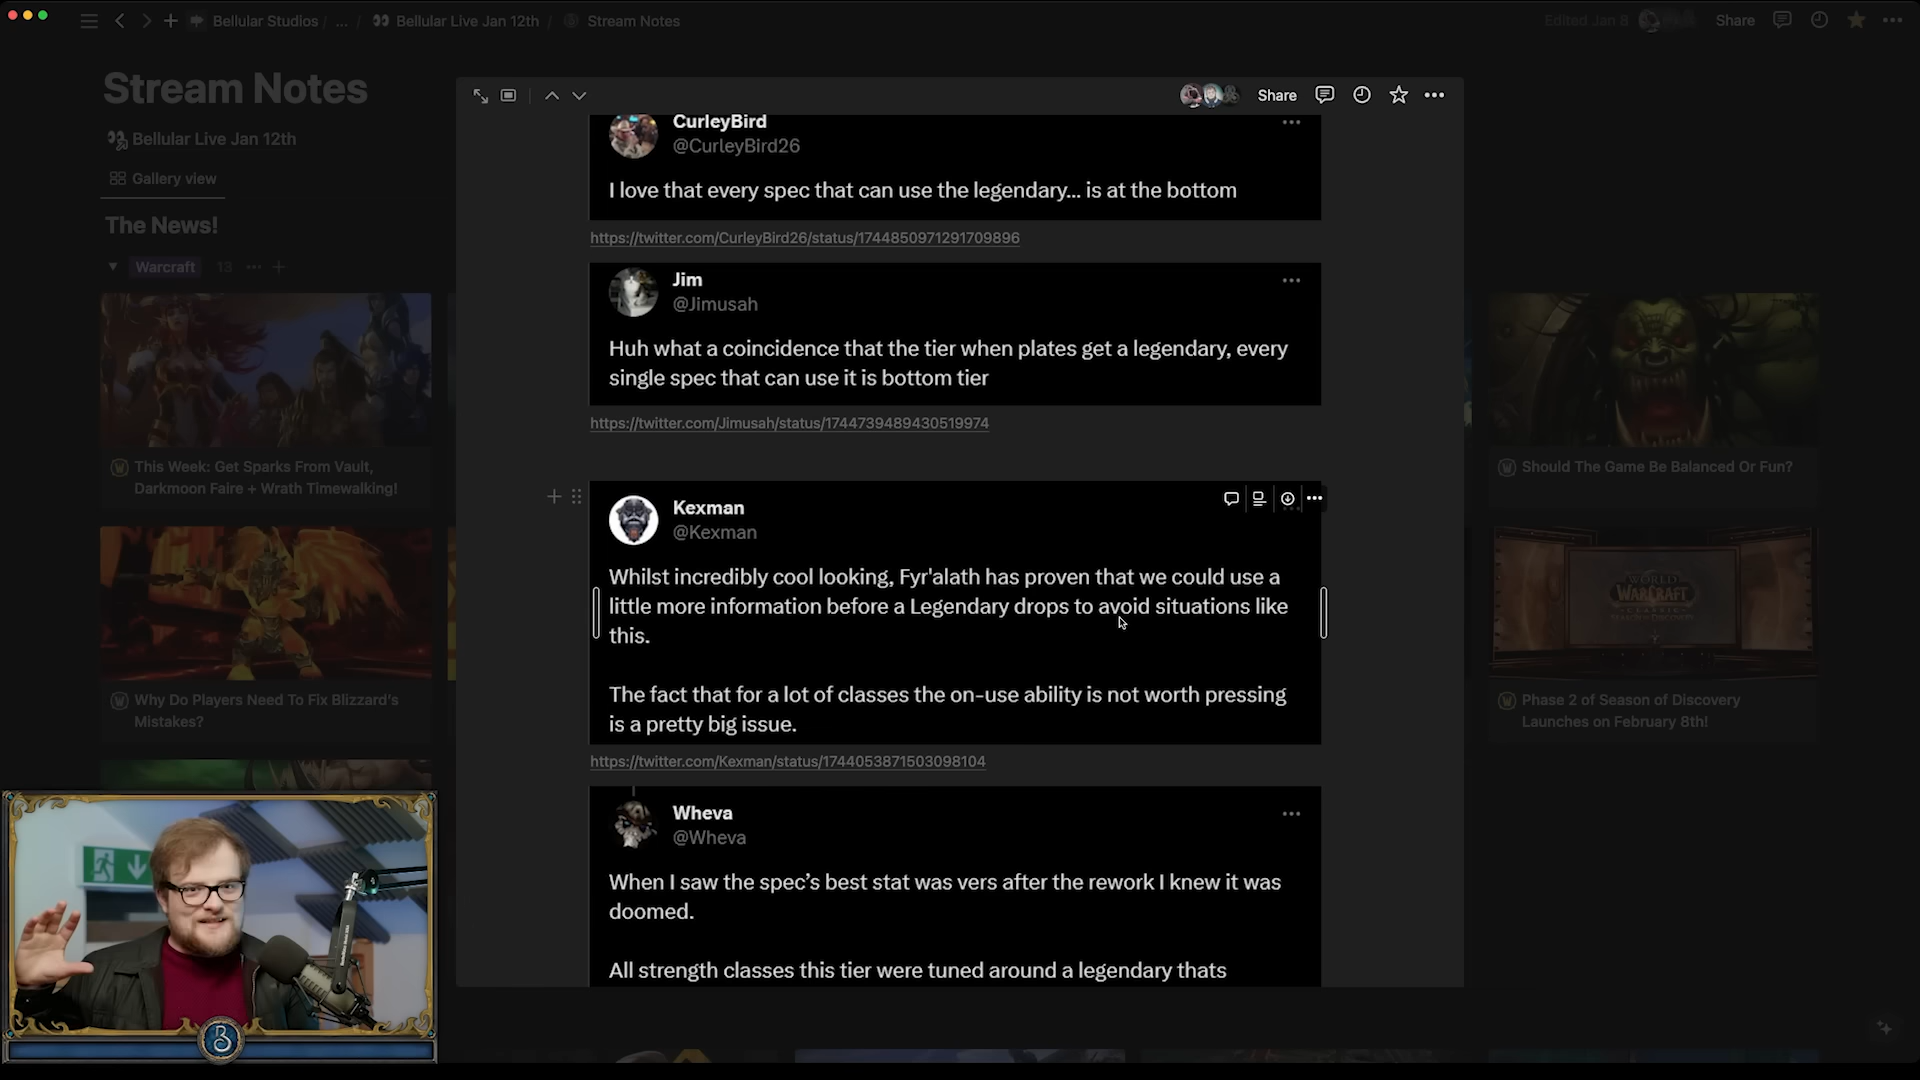 Bellular Studios / ... / Bellular Live Jan 12th / Stream Notes
Edited Jan 8
Share
Stream Notes
Bellular Live Jan 12th
Gallery view
The News!
Warcraft 13
This Week: Get Sparks From Vault,
Darkmoon Faire + Wrath Timewalking!
Why Do Players Need To Fix Blizzard's
Mistakes?
Share
CurleyBird
@CurleyBird26
I love that every spec that can use the legendary... is at the bottom
https://twitter.com/CurleyBird26/status/1744850971291709896
Jim
@Jimusah
Huh what a coincidence that the tier when plates get a legendary, every
single spec that can use it is bottom tier
https://twitter.com/Jimusah/status/1744739489430519974
Kexman
@Kexman
Whilst incredibly cool looking, Fyr'alath has proven that we could use a
little more information before a Legendary drops to avoid situations like
this.
The fact that for a lot of classes the on-use ability is not worth pressing
is a pretty big issue.
https://twitter.com/Kexman/status/1744053871503098104
Wheva
@Wheva
When I saw the spec's best stat was vers after the rework I knew it was
doomed.
All strength classes this tier were tuned around a legendary thats
Should The Game Be Balanced Or Fun?
WORLD
WARCRAFT
CLASSIC
Phase 2 of Season of Discovery
Launches on February 8th!
B